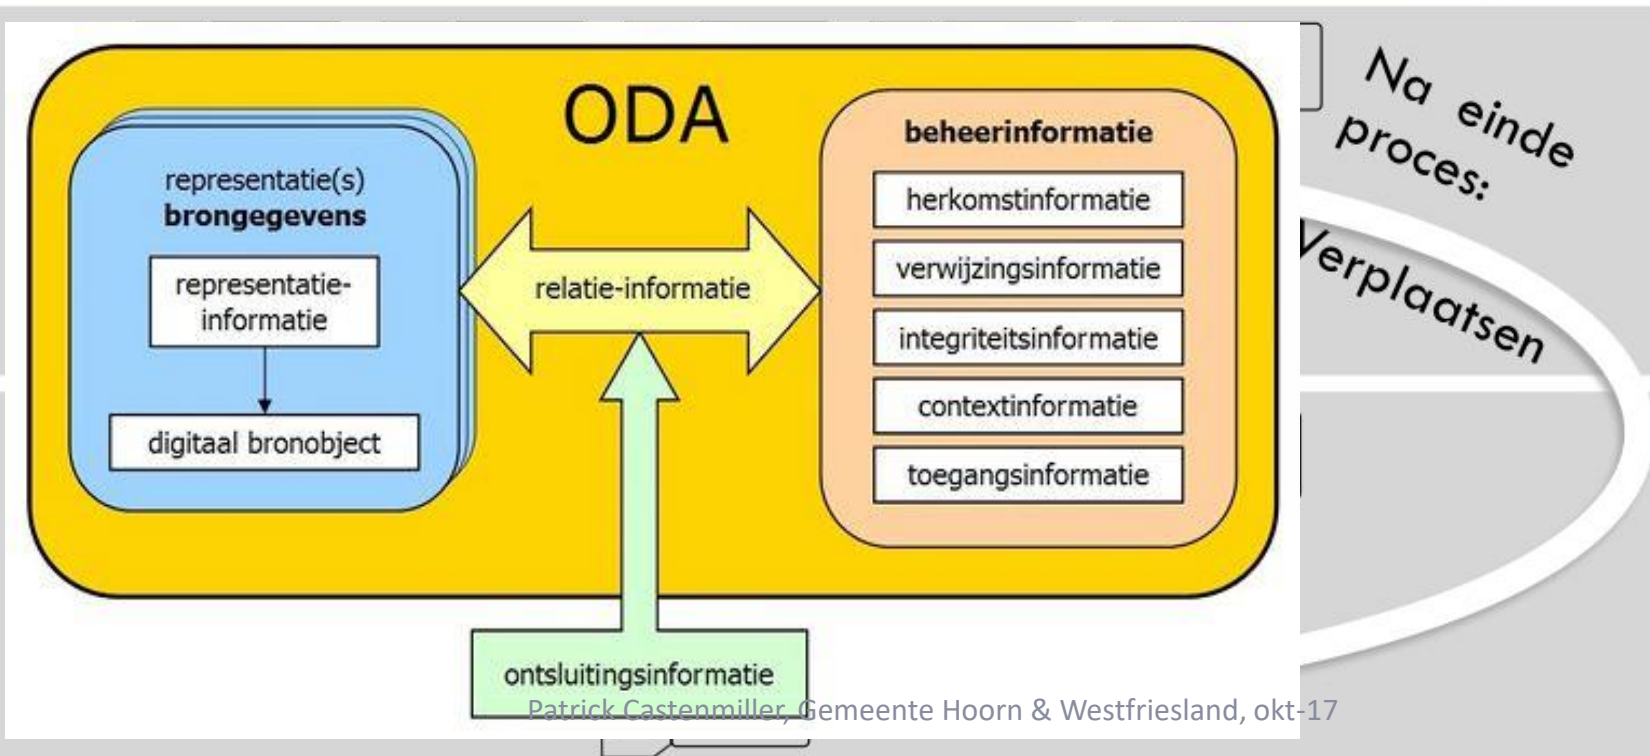 ODA
representatie(s)
brongegevens
representatie-
informatie
digitaal bronobject
relatie-informatie
beheerinformatie
herkomstinformatie
verwijzingsinformatie
integriteitsinformatie
contextinformatie
toegangsinformatie
ontsluitingsinformatie
Na einde
proces:
Verplaatsen
Patrick Castenmiller, Gemeente Hoorn & Westfriesland, okt-17